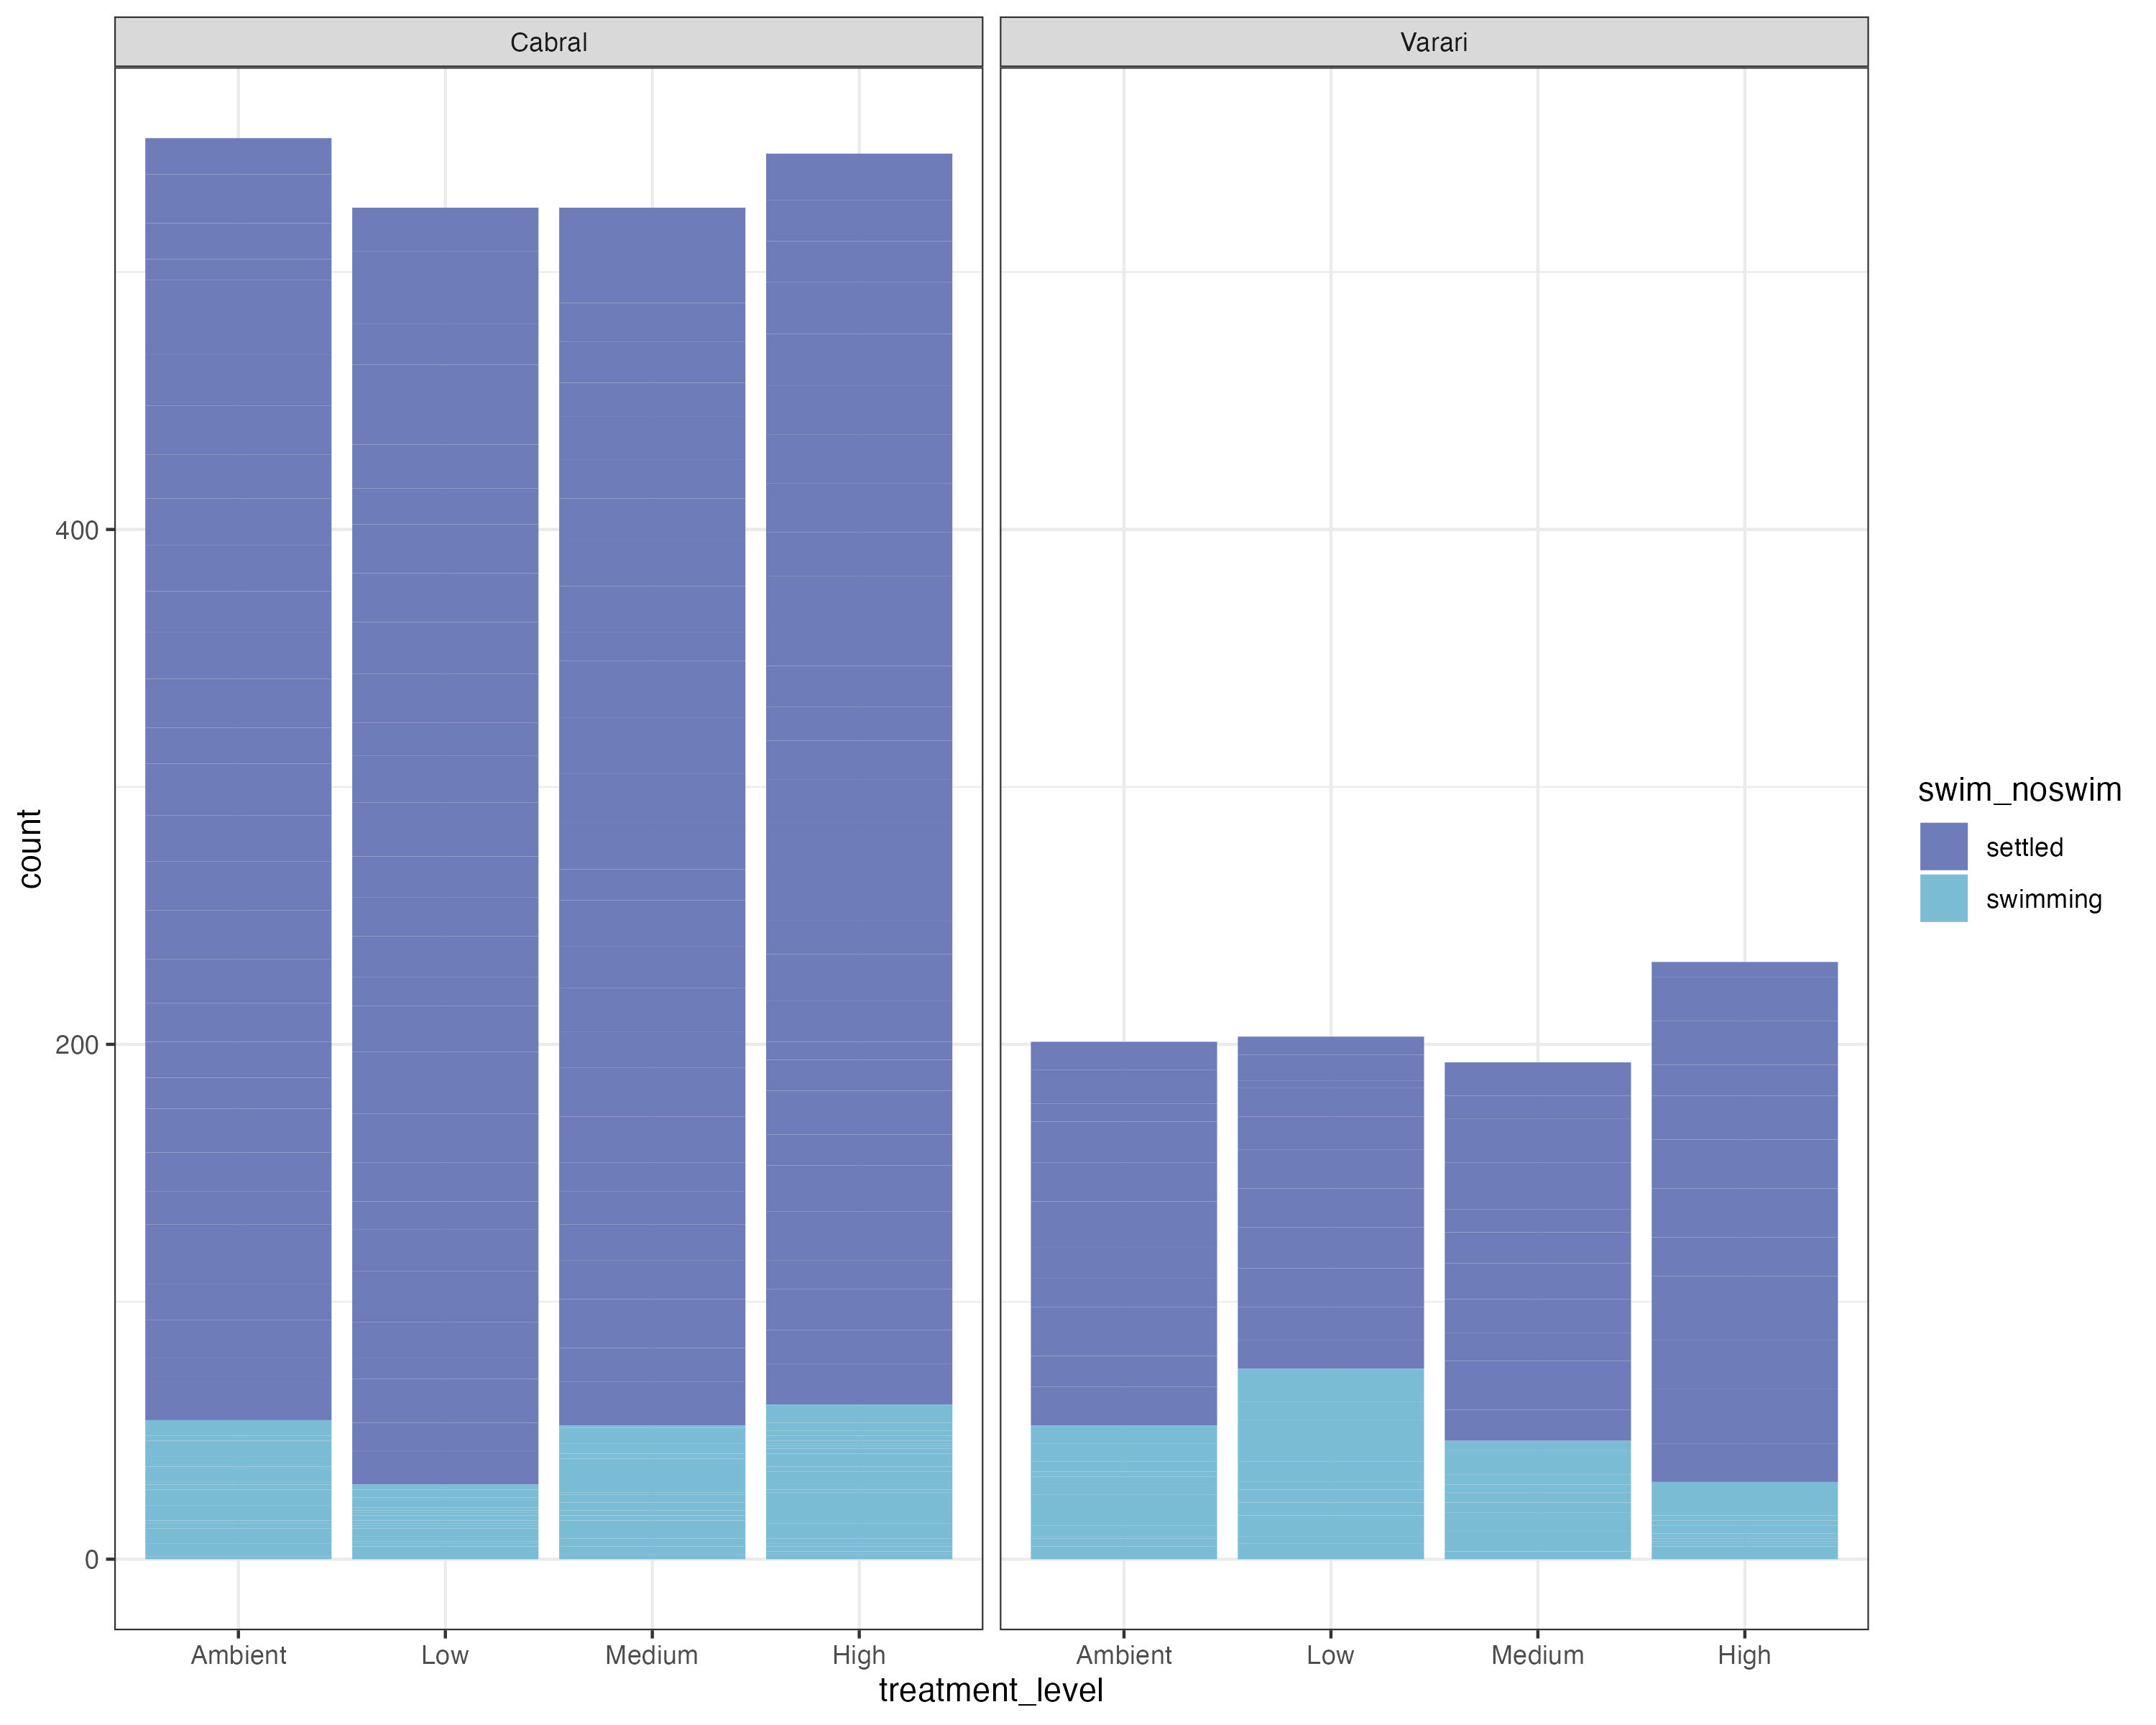 Cabral
Varari
count
400
200
0
Ambient Low Medium High
Ambient Low Medium High
treatment_level
swim_noswim
settled
swimming